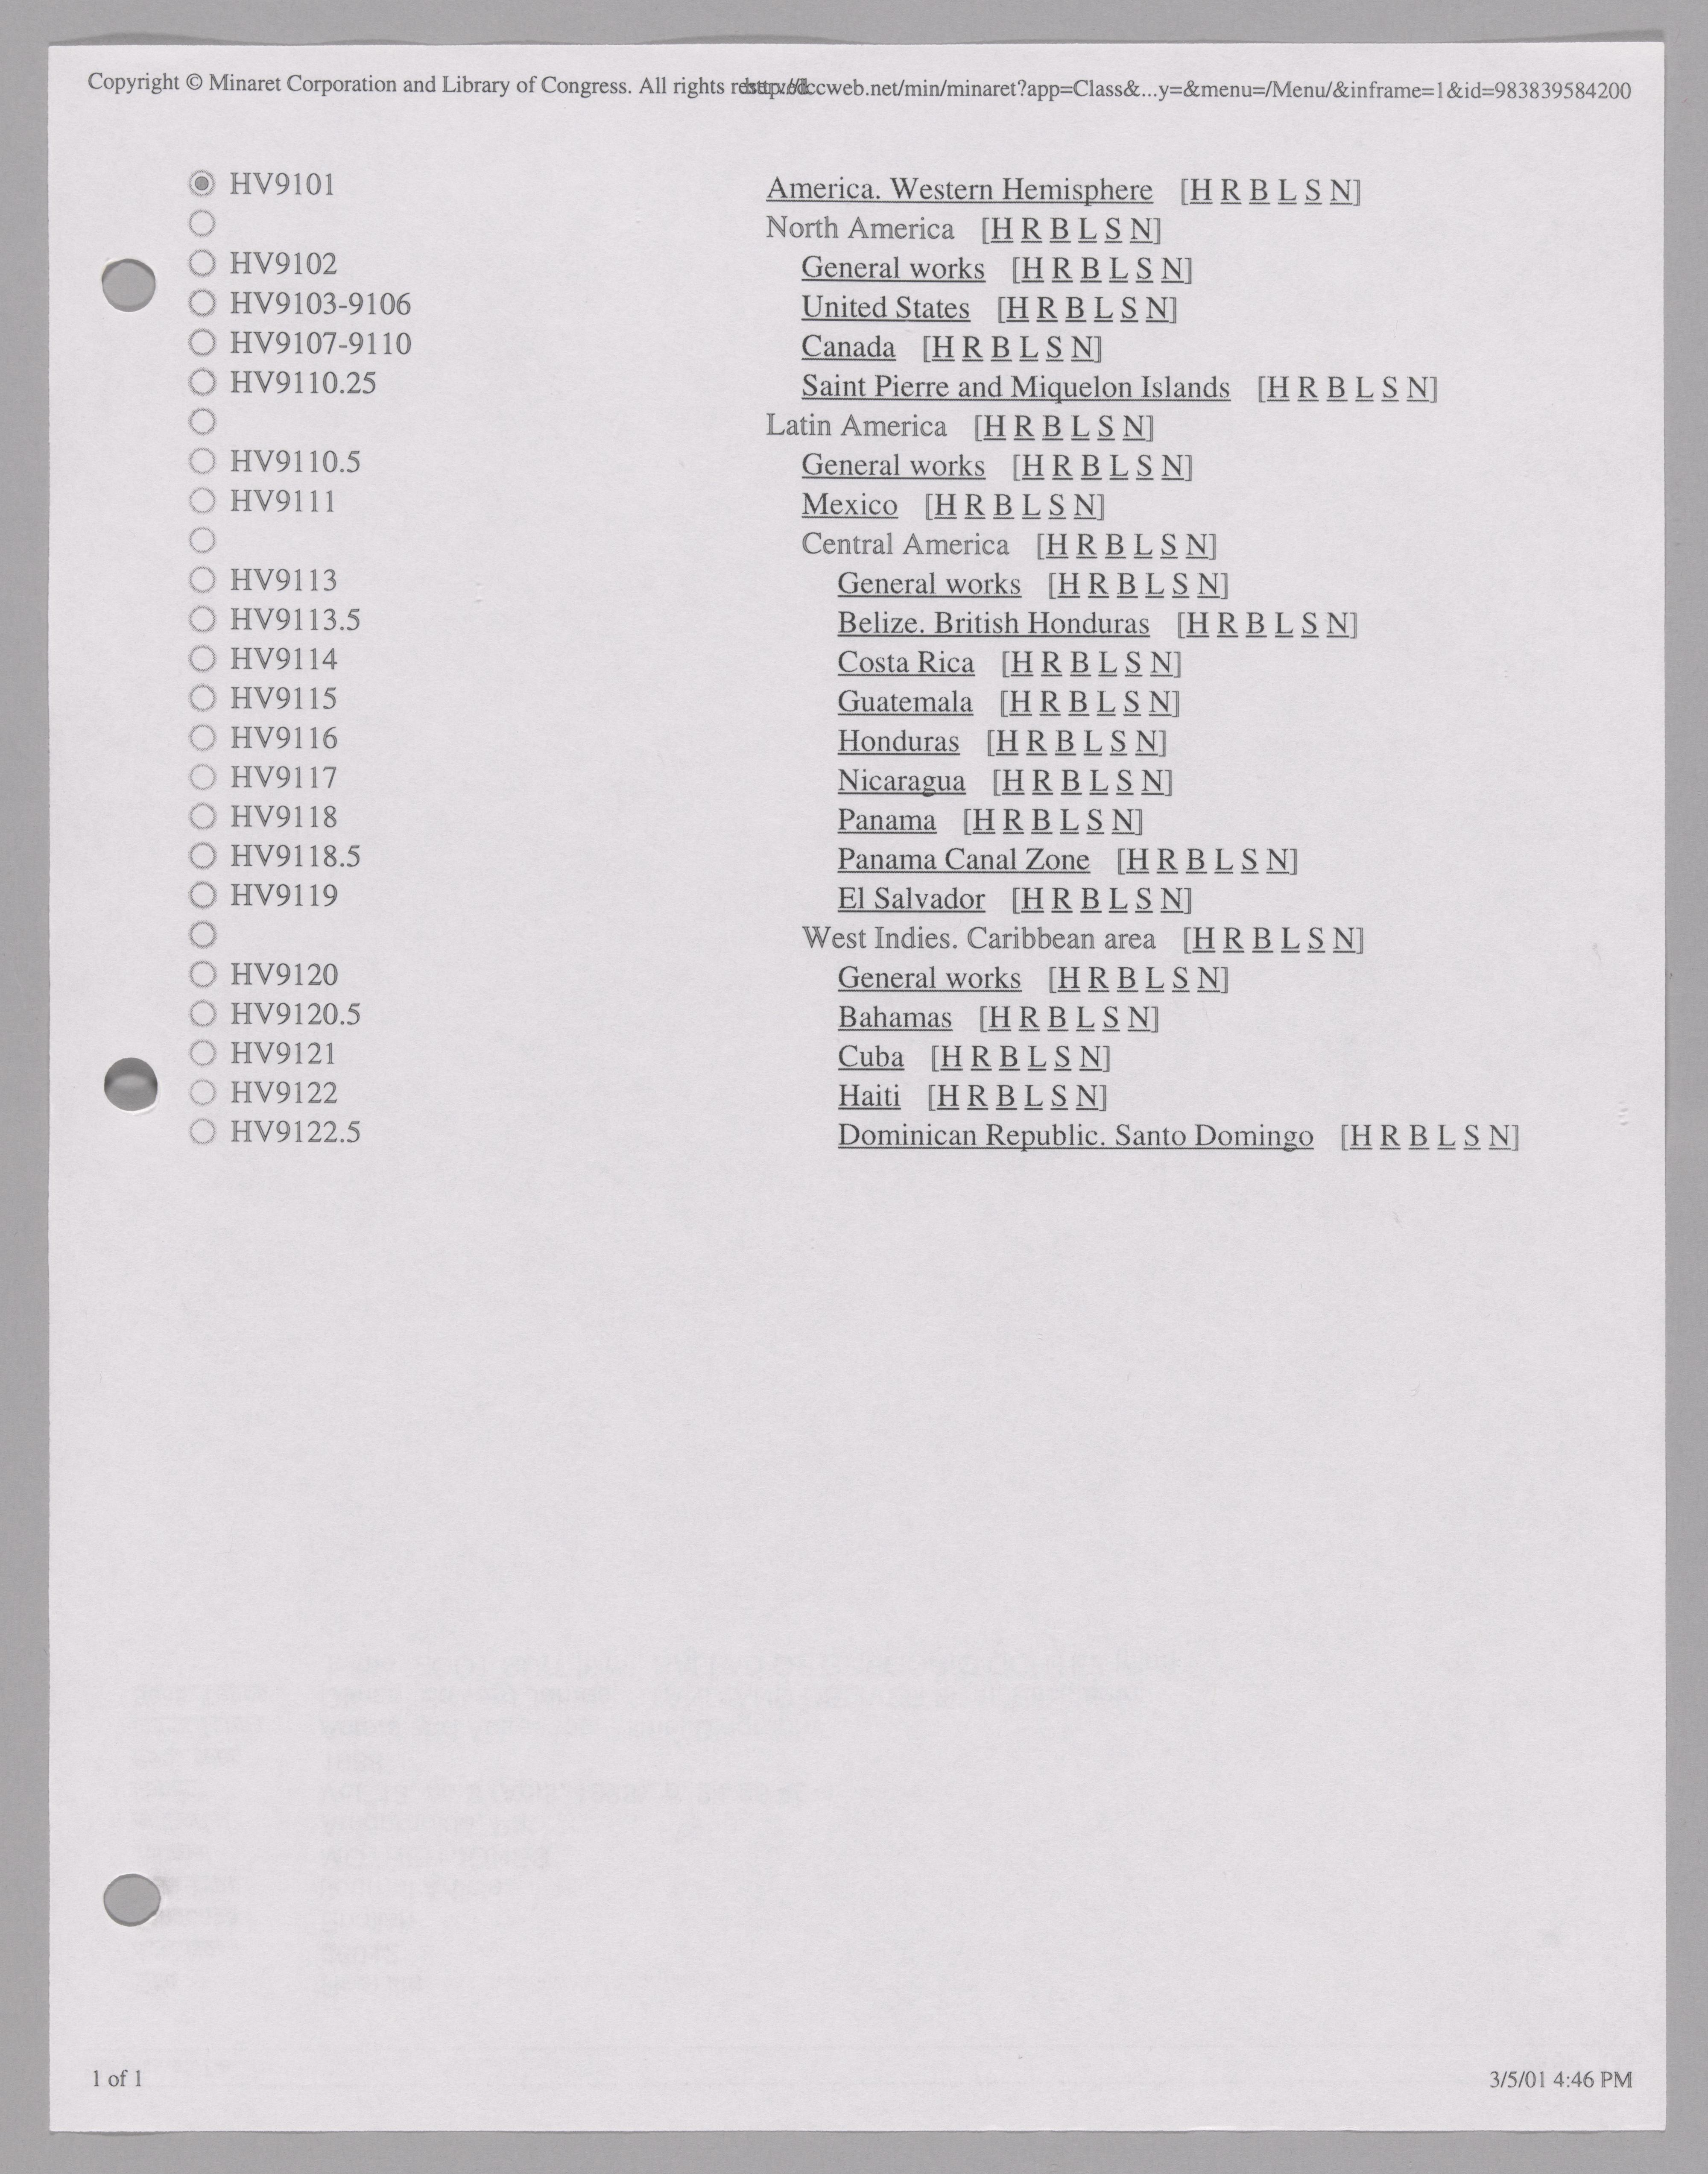 Copyright © Minaret Corporation and Library of Congress. All rights reserved. http://lccweb.net/min/minaret?app=Class&...y=&menu=/Menu/&inframe=1&id=983839584200
HV9101 America. Western Hemisphere [H R B L S N]
North America [H R B L S N]
HV9102 General works [H R B L S N]
HV9103-9106 United States [H R B L S N]
HV9107-9110 Canada [H R B L S N]
HV9110.25 Saint Pierre and Miquelon Islands [H R B L S N]
Latin America [H R B L S N]
HV9110.5 General works [H R B L S N]
HV9111 Mexico [H R B L S N]
Central America [H R B L S N]
HV9113 General works [H R B L S N]
HV9113.5 Belize. British Honduras [H R B L S N]
HV9114 Costa Rica [H R B L S N]
HV9115 Guatemala [H R B L S N]
HV9116 Honduras [H R B L S N]
HV9117 Nicaragua [H R B L S N]
HV9118 Panama [H R B L S N]
HV9118.5 Panama Canal Zone [H R B L S N]
HV9119 El Salvador [H R B L S N]
West Indies. Caribbean area [H R B L S N]
HV9120 General works [H R B L S N]
HV9120.5 Bahamas [H R B L S N]
HV9121 Cuba [H R B L S N]
HV9122 Haiti [H R B L S N]
HV9122.5 Dominican Republic. Santo Domingo [H R B L S N]
1 of 1 3/5/01 4:46 PM